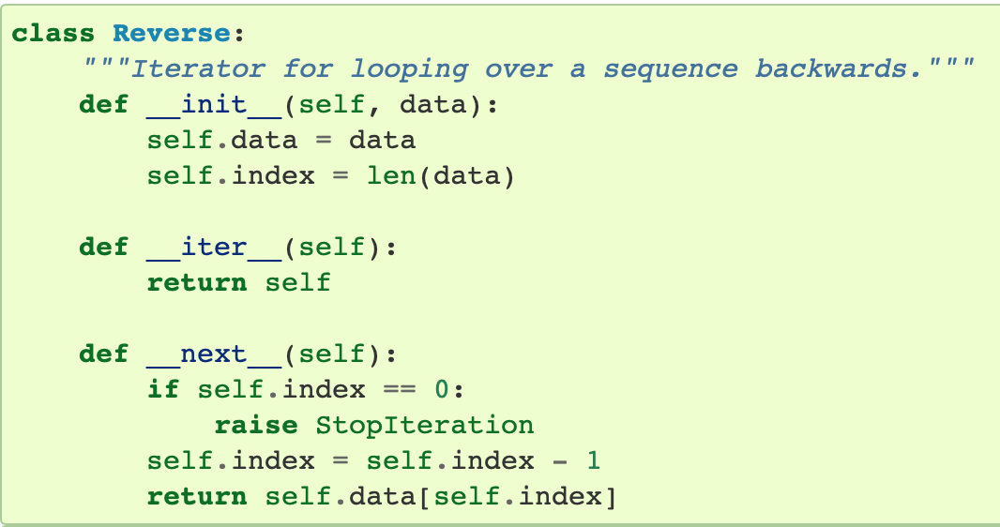 class Reverse:
    """Iterator for looping over a sequence backwards."""
    def __init__(self, data):
        self.data = data
        self.index = len(data)

    def __iter__(self):
        return self

    def __next__(self):
        if self.index == 0:
            raise StopIteration
        self.index = self.index - 1
        return self.data[self.index]